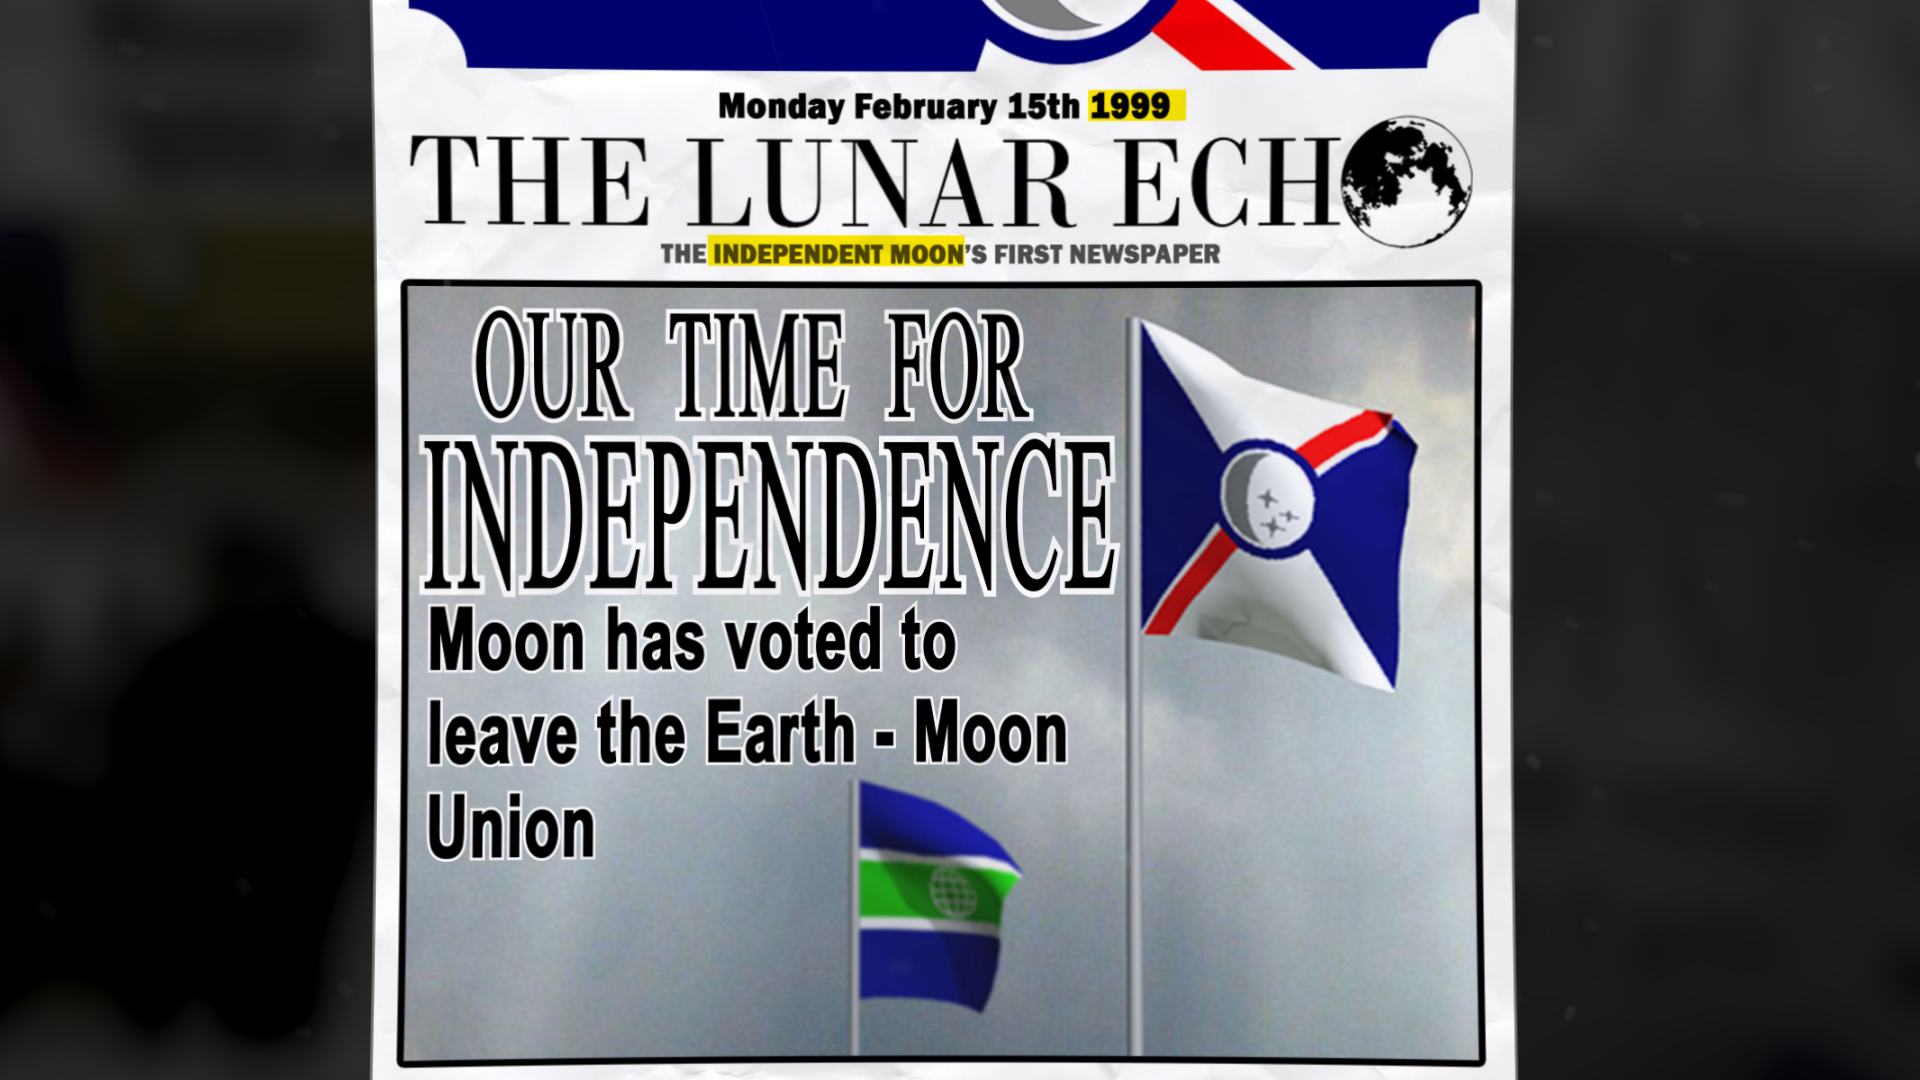 Monday February 15th 1999
THE LUNAR ECHO
THE INDEPENDENT MOON'S FIRST NEWSPAPER
OUR TIME FOR
INDEPENDENCE
Moon has voted to
leave the Earth - Moon
Union